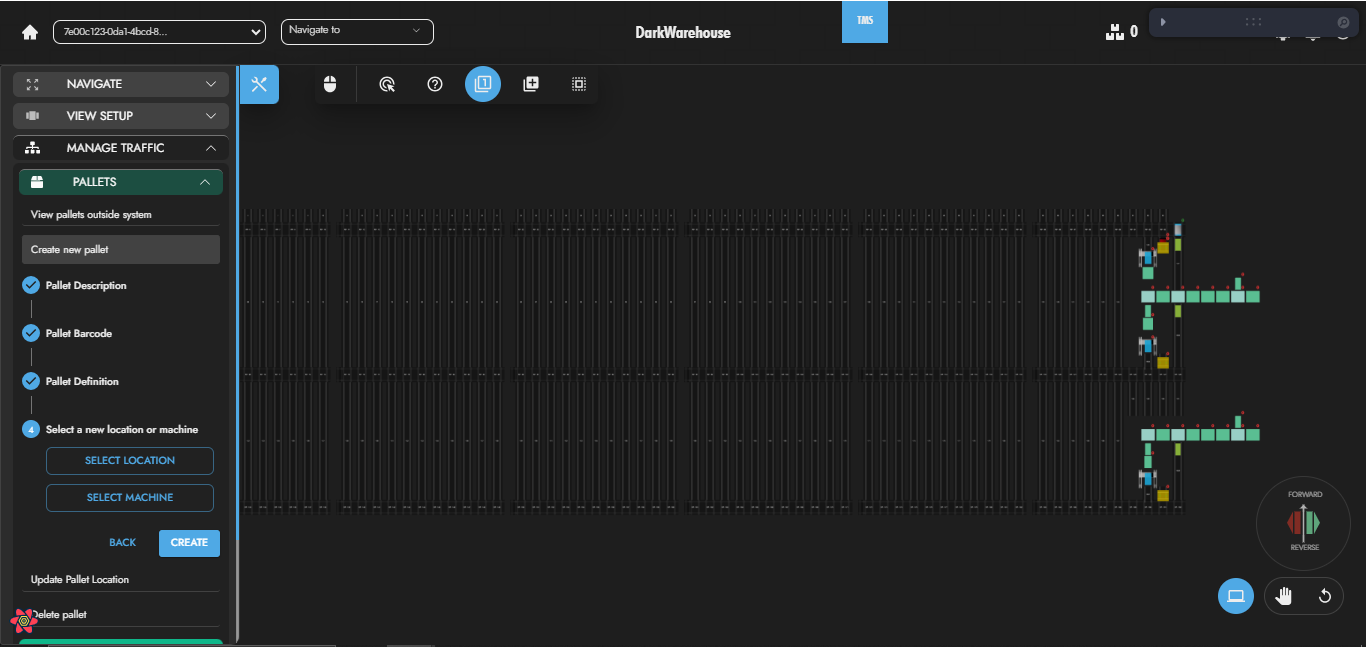 7e00c123-0da1-4bcd-8...
Navigate to
DarkWarehouse
TMS
0
NAVIGATE
VIEW SETUP
MANAGE TRAFFIC
PALLETS
View pallets outside system
Create new pallet
Pallet Description
Pallet Barcode
Pallet Definition
4 Select a new location or machine
SELECT LOCATION
SELECT MACHINE
BACK
CREATE
Update Pallet Location
Delete pallet
1
FORWARD
REVERSE